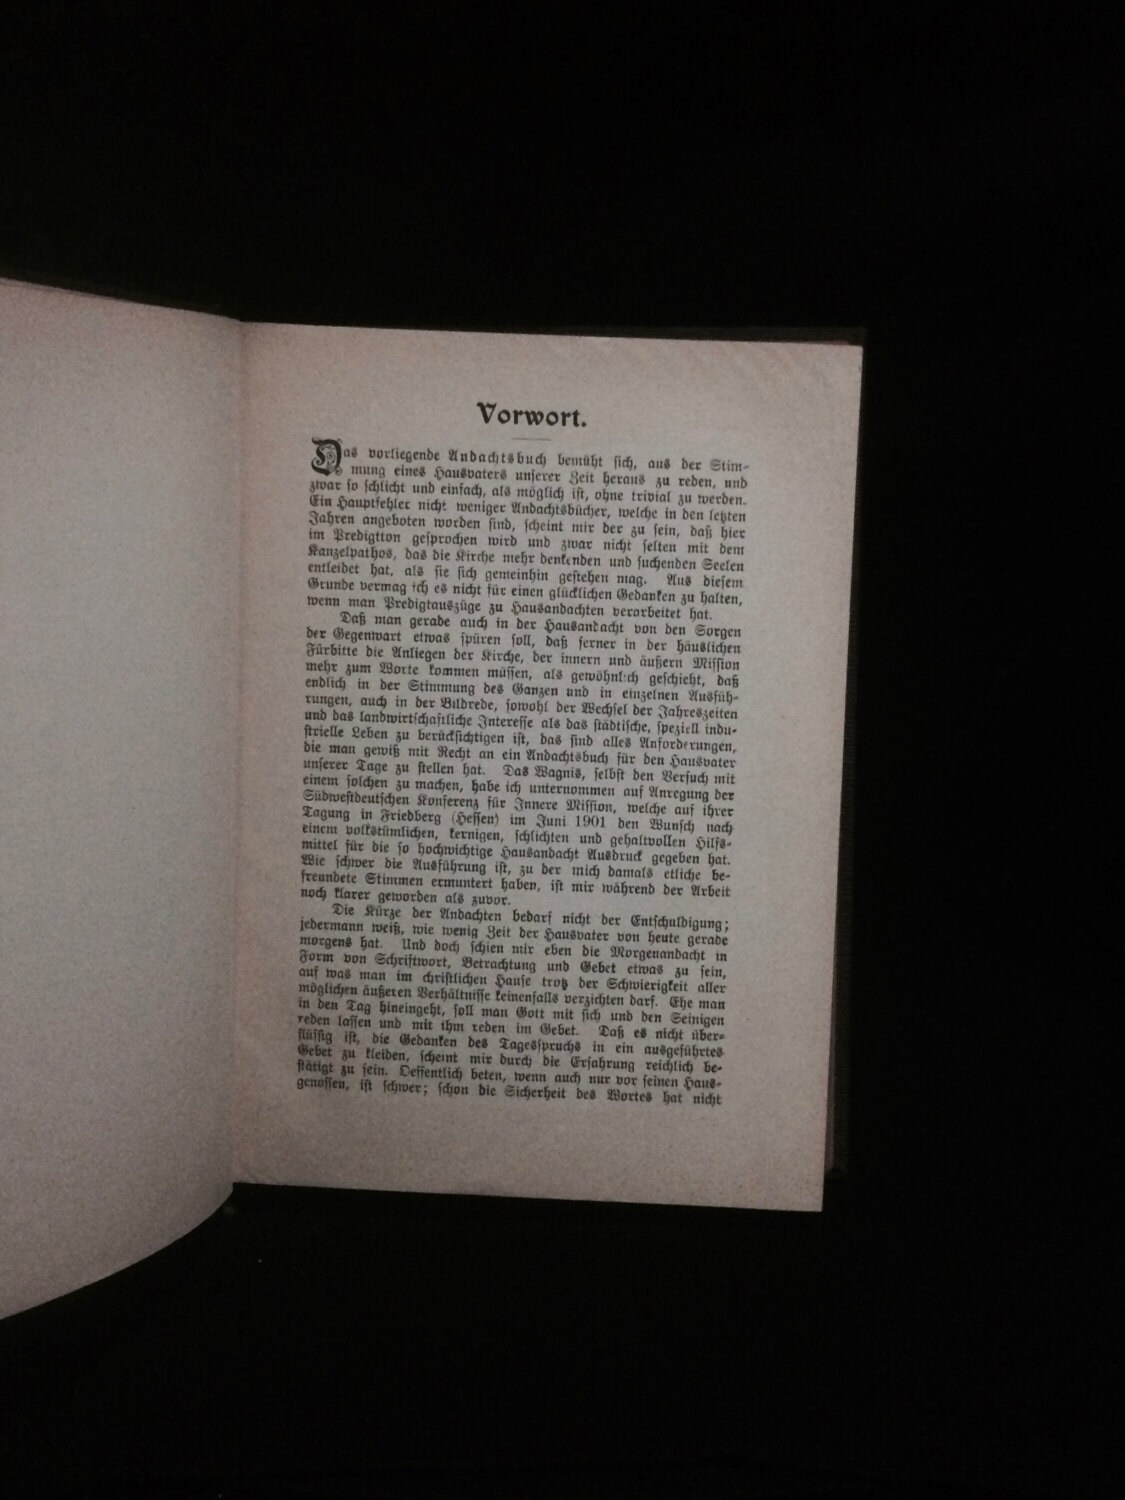 Vorwort.
Das vorliegende Andachtsbuch bemüht sich, aus der Stim-
mung eines Hausvaters unserer Zeit heraus zu reden, und
zwar so schlicht und einfach, als möglich ist, ohne trivial zu werden.
Ein Hauptfehler nicht weniger Andachtsbücher, welche in den letzten
Jahren angeboten worden sind, scheint mir der zu sein, daß hier
im Predigtton gesprochen wird und zwar nicht selten mit dem
Kanzelpathos, das die Kirche mehr denkenden und suchenden Seelen
entleidet hat, als sie sich gemeinhin gestehen mag. Aus diesem
Grunde vermag ich es nicht für einen glücklichen Gedanken zu halten,
wenn man Predigtauszüge zu Hausandachten verarbeitet hat.
Daß man gerade auch in der Hausandacht von den Sorgen
der Gegenwart etwas spüren soll, daß ferner in der häuslichen
Fürbitte die Anliegen der Kirche, der innern und äußern Mission
mehr zum Worte kommen müssen, als gewöhnlich geschieht, daß
endlich in der Stimmung des Ganzen und in einzelnen Ausfüh-
rungen, auch in der Bildrede, sowohl der Wechsel der Jahreszeiten
und das landwirtschaftliche Interesse als das städtische, speziell indu-
strielle Leben zu berücksichtigen ist, das sind alles Anforderungen,
die man gewiß mit Recht an ein Andachtsbuch für den Hausvater
unserer Tage zu stellen hat. Das Wagnis, selbst den Versuch mit
einem solchen zu machen, habe ich unternommen auf Anregung der
Südwestdeutschen Konferenz für Innere Mission, welche auf ihrer
Tagung in Friedberg (Hessen) im Juni 1901 den Wunsch nach
einem volkstümlichen, kernigen, schlichten und gehaltvollen Hilfs-
mittel für die so hochwichtige Hausandacht Ausdruck gegeben hat.
Wie schwer die Ausführung ist, zu der mich damals etliche be-
freundete Stimmen ermuntert haben, ist mir während der Arbeit
noch klarer geworden als zuvor.
Die Kürze der Andachten bedarf nicht der Entschuldigung;
jedermann weiß, wie wenig Zeit der Hausvater von heute gerade
morgens hat. Und doch schien mir eben die Morgenandacht in
Form von Schriftwort, Betrachtung und Gebet etwas zu sein,
auf was man im christlichen Hause trotz der Schwierigkeit aller
möglichen äußeren Verhältnisse keinenfalls verzichten darf. Ehe man
in den Tag hineingeht, soll man Gott mit sich und den Seinigen
reden lassen und mit ihm reden im Gebet. Daß es nicht über-
flüssig ist, die Gedanken des Tagesspruchs in ein ausgeführtes
Gebet zu kleiden, scheint mir durch die Erfahrung reichlich be-
stätigt zu sein. Oeffentlich beten, wenn auch nur vor seinen Haus-
genossen, ist schwer; schon die Sicherheit des Wortes hat nicht